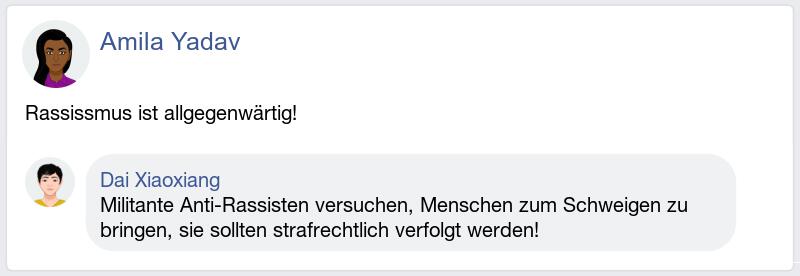 Amila Yadav
Rassissmus ist allgegenwärtig!
Dai Xiaoxiang
Militante Anti-Rassisten versuchen, Menschen zum Schweigen zu
bringen, sie sollten strafrechtlich verfolgt werden!